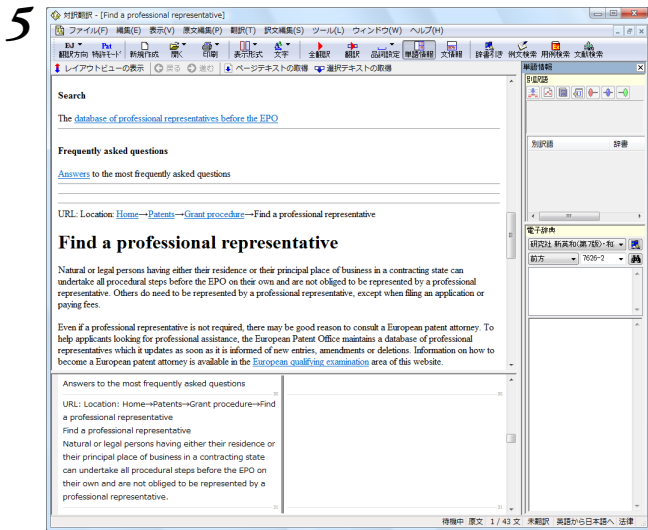 5
対訳翻訳 - [Find a professional representative]
ファイル(F) 編集(E) 表示(V) 原文編集(P) 翻訳(T) 訳文編集(S) ツール(L) ウィンドウ(W) ヘルプ(H)
EJ Pat
翻訳方向 特許モード 新規作成 開く 印刷 表示形式 文字 全翻訳 翻訳 品詞設定 単語情報 文情報 辞書引き 例文検索 用例検索 文献検索
レイアウトビューの表示 戻る 進む ページテキストの取得 選択テキストの取得
単語情報
別訳語
別訳語 辞書
Search
The database of professional representatives before the EPO
Frequently asked questions
Answers to the most frequently asked questions
URL: Location: Home→Patents→Grant procedure→Find a professional representative
電子辞典
研究社 新英和(第7版)・和
前方 7626-2
Find a professional representative
Natural or legal persons having either their residence or their principal place of business in a contracting state can
undertake all procedural steps before the EPO on their own and are not obliged to be represented by a professional
representative. Others do need to be represented by a professional representative, except when filing an application or
paying fees.
Even if a professional representative is not required, there may be good reason to consult a European patent attorney. To
help applicants looking for professional assistance, the European Patent Office maintains a database of professional
representatives which it updates as soon as it is informed of new entries, amendments or deletions. Information on how to
become a European patent attorney is available in the European qualifying examination area of this website.
Answers to the most frequently asked questions
URL: Location: Home→Patents→Grant procedure→Find
a professional representative
Find a professional representative
Natural or legal persons having either their residence or
their principal place of business in a contracting state
can undertake all procedural steps before the EPO on
their own and are not obliged to be represented by a
professional representative.
待機中 原文 1 / 43 文 未翻訳 英語から日本語へ 法律